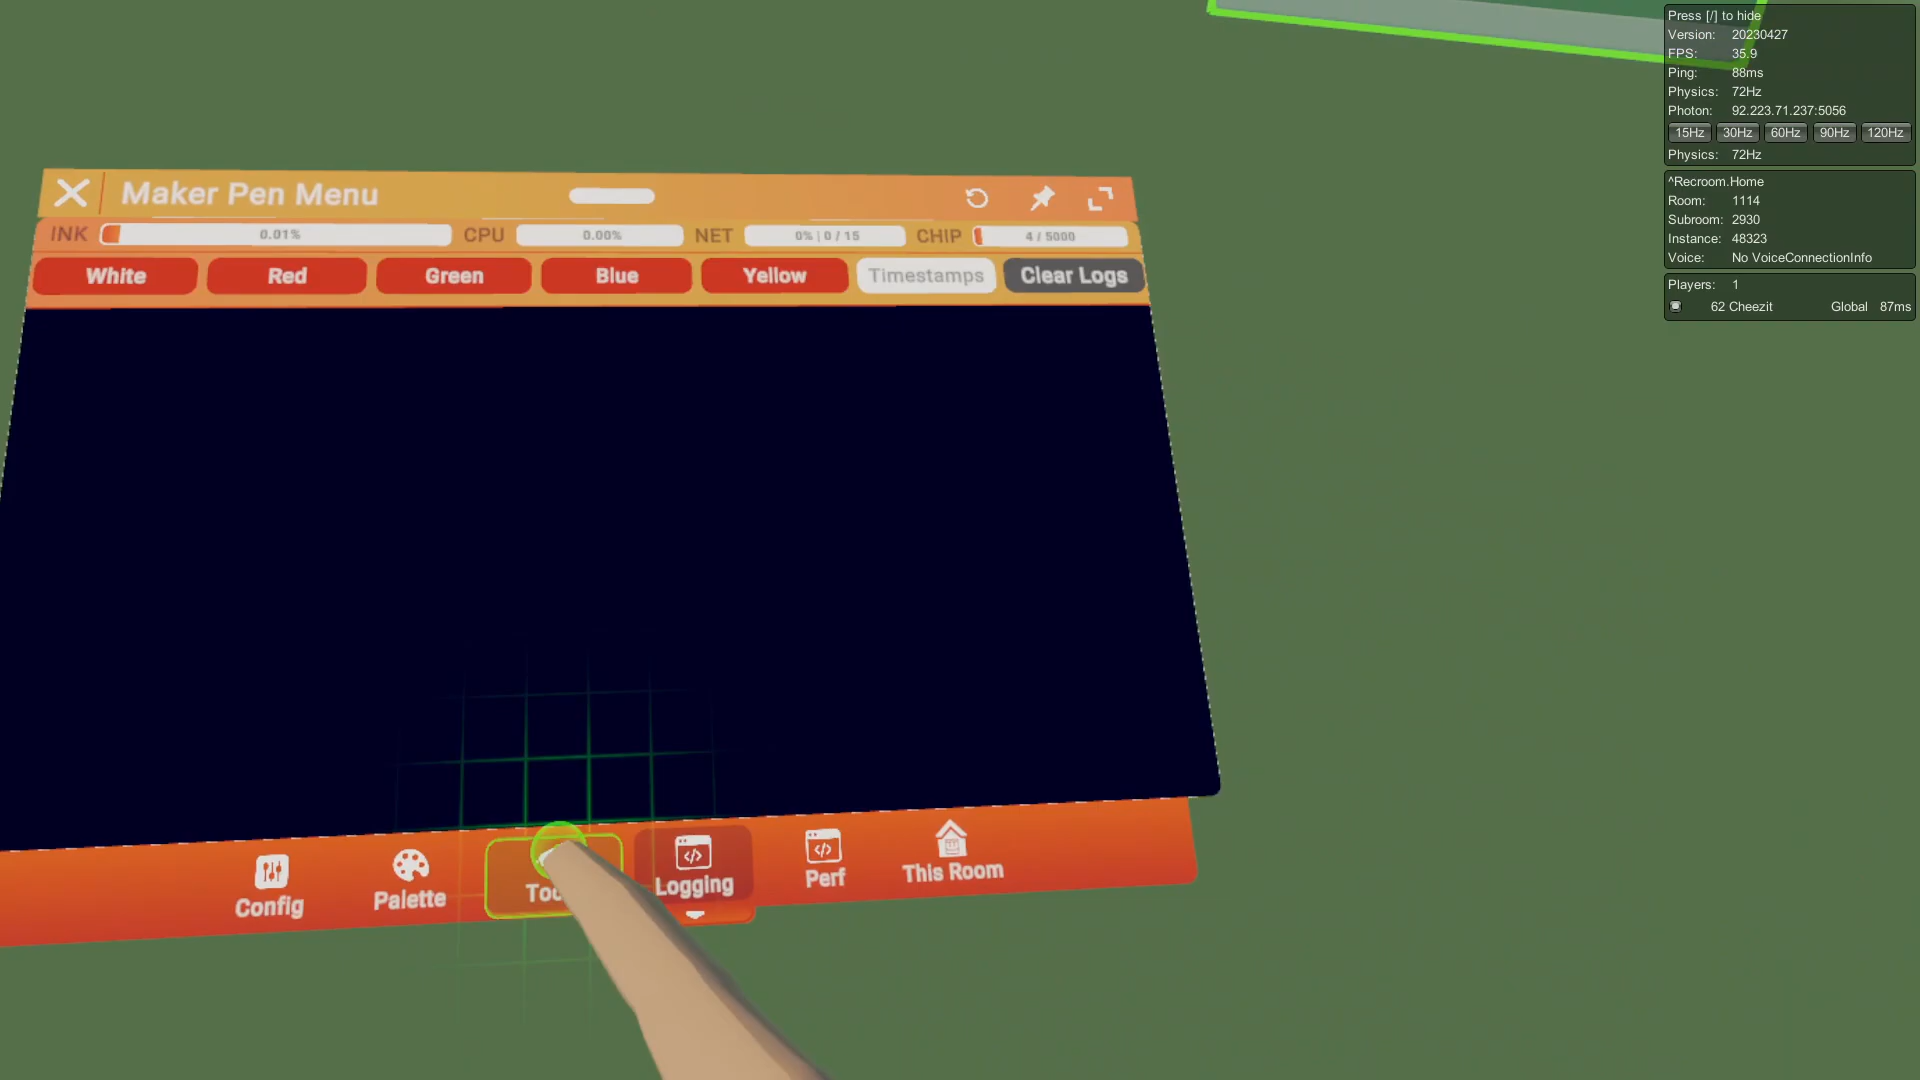 Press [/] to hide
Version: 20230427
FPS: 35.9
Ping: 88ms
Physics: 72Hz
Photon: 92.223.71.237:5056
15Hz 30Hz 60Hz 90Hz 120Hz
Physics: 72Hz
^Recroom.Home
Room: 1114
Subroom: 2930
Instance: 48323
Voice: No VoiceConnectionInfo
Players: 1
62 Cheezit Global 87ms
Maker Pen Menu
INK 0.01% CPU 0.00% NET 0% | 0 / 15 CHIP 4 / 5000
White Red Green Blue Yellow Timestamps Clear Logs
Config Palette Logging Perf This Room